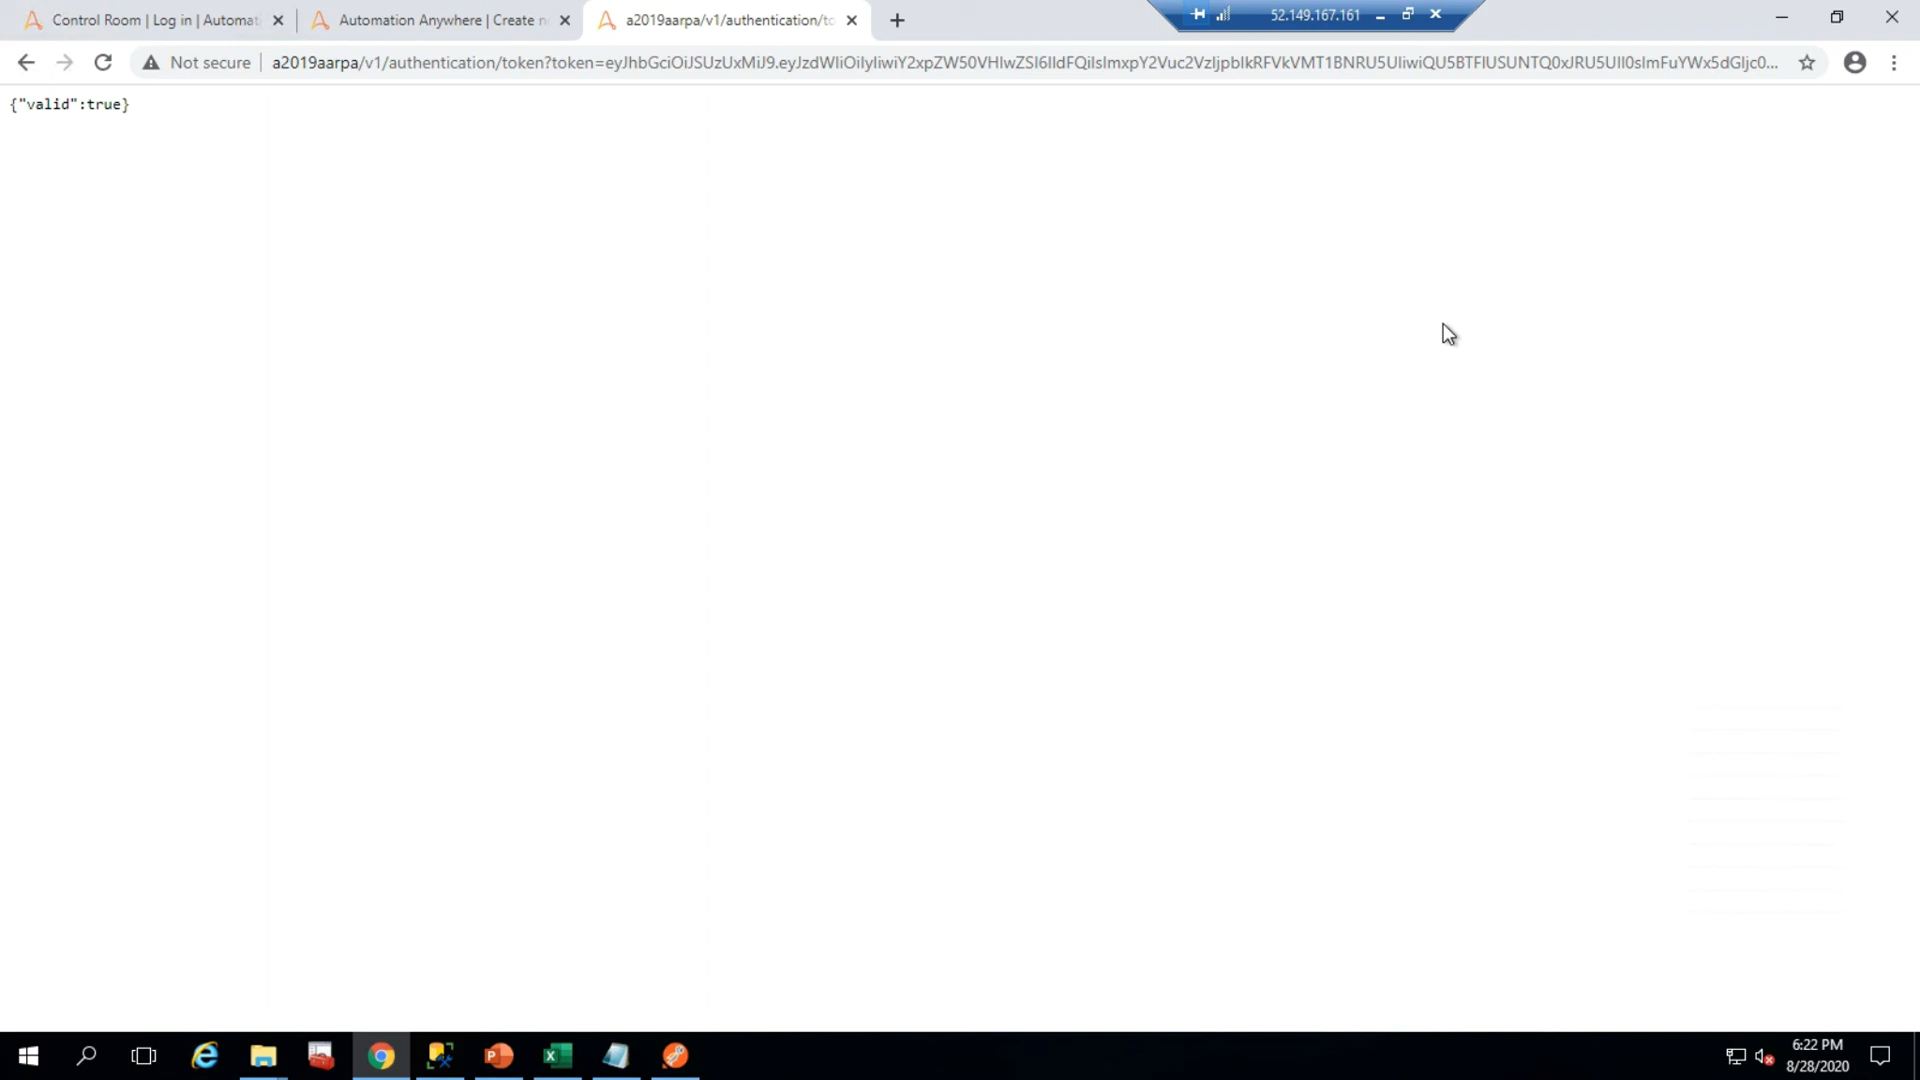 Control Room | Log in | Automat
Automation Anywhere | Create n
a2019aarpa/v1/authentication/to
52.149.167.161
Not secure
a2019aarpa/v1/authentication/token?token=eyJhbGciOiJSUzUxMiJ9.eyJzdWIiOiIyIiwiY2xpZW50VHlwZSI6IldFQiIsImxpY2Vuc2VzIjpbIkRFVkVMT1BNRU5UIiwiQU5BTFlUSUNTQ0xJRU5UIl0sImFuYWx5dGljc0...
{"valid":true}
6:22 PM
8/28/2020